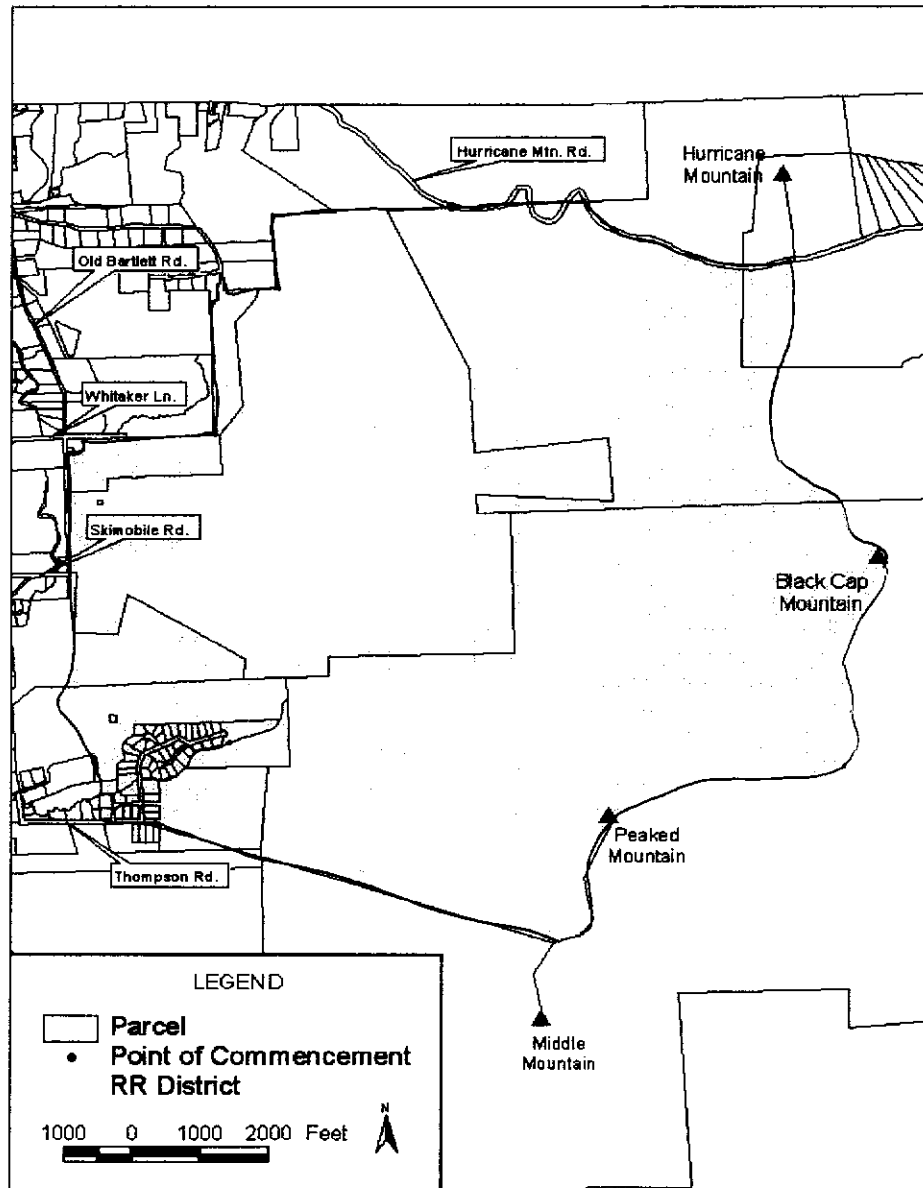 Hurricane Mtn. Rd.
Hurricane
Mountain
Old Bartlett Rd.
Whitaker Ln.
Skimobile Rd.
Black Cap
Mountain
Peaked
Mountain
Thompson Rd.
Middle
Mountain
LEGEND
Parcel
Point of Commencement
RR District
1000 0 1000 2000 Feet
N